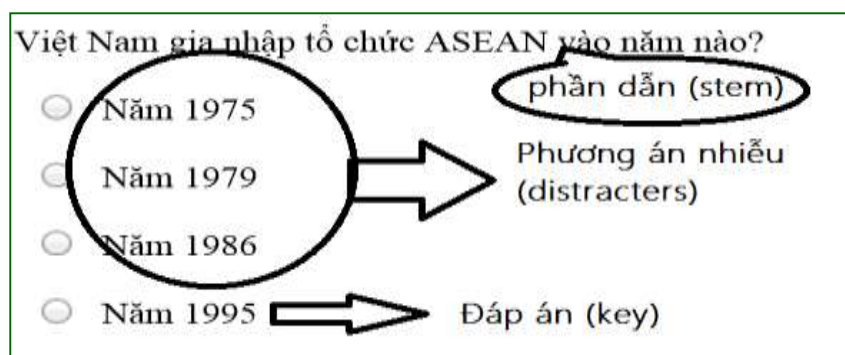 Việt Nam gia nhập tổ chức ASEAN vào năm nào?
phần dẫn (stem)
Năm 1975
Năm 1979
Năm 1986
Phương án nhiễu
(distracters)
Năm 1995
Đáp án (key)